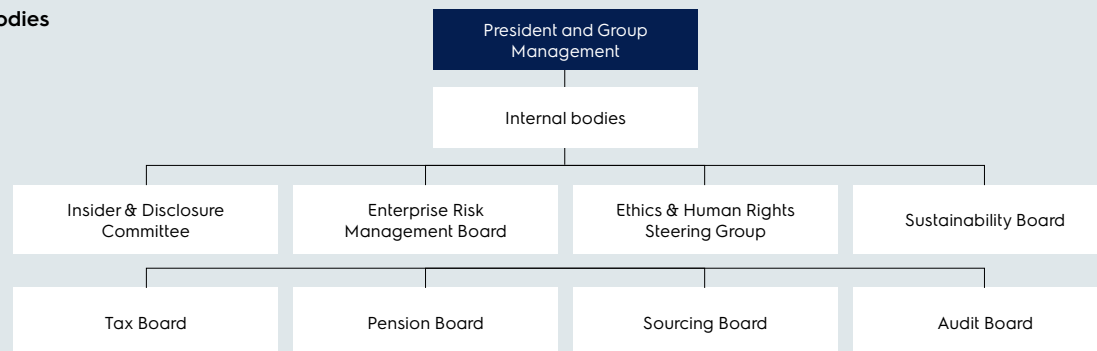 President and Group
Management
Internal bodies
Insider & Disclosure
Committee
Enterprise Risk
Management Board
Ethics & Human Rights
Steering Group
Sustainability Board
Tax Board
Pension Board
Sourcing Board
Audit Board